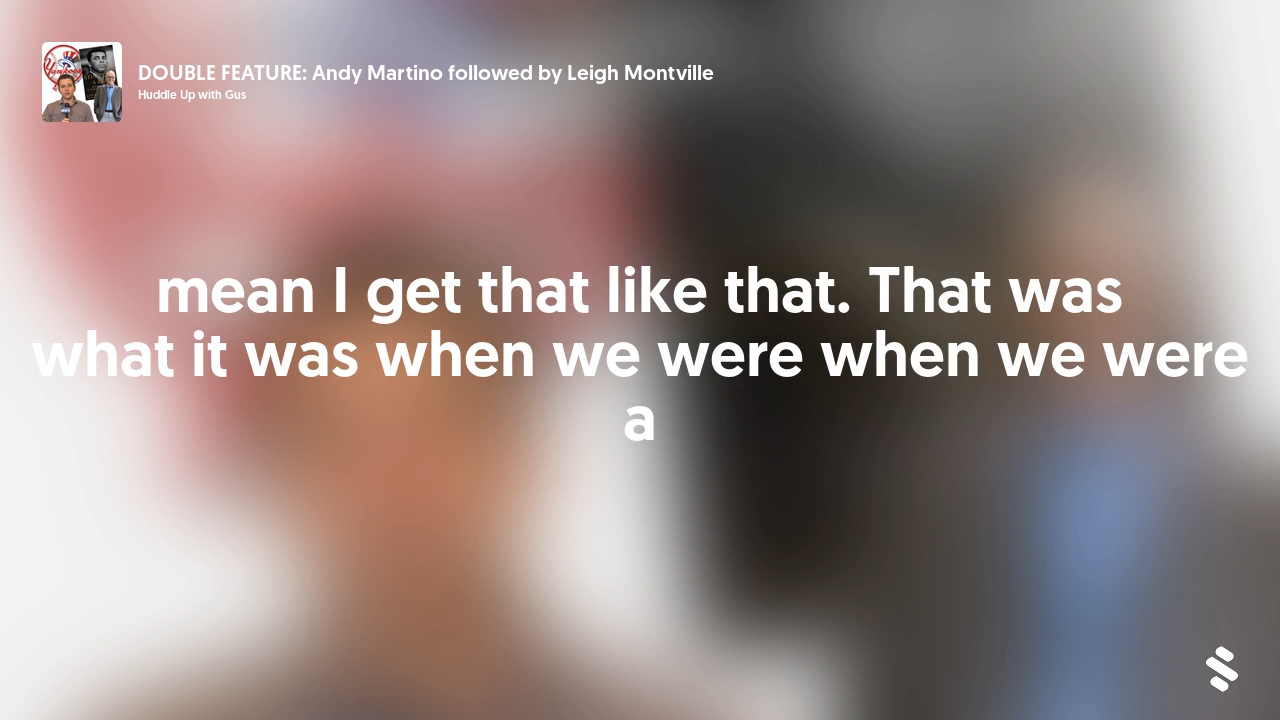 DOUBLE FEATURE: Andy Martino followed by Leigh Montville
Huddle Up with Gus
mean I get that like that. That was
what it was when we were when we were
a